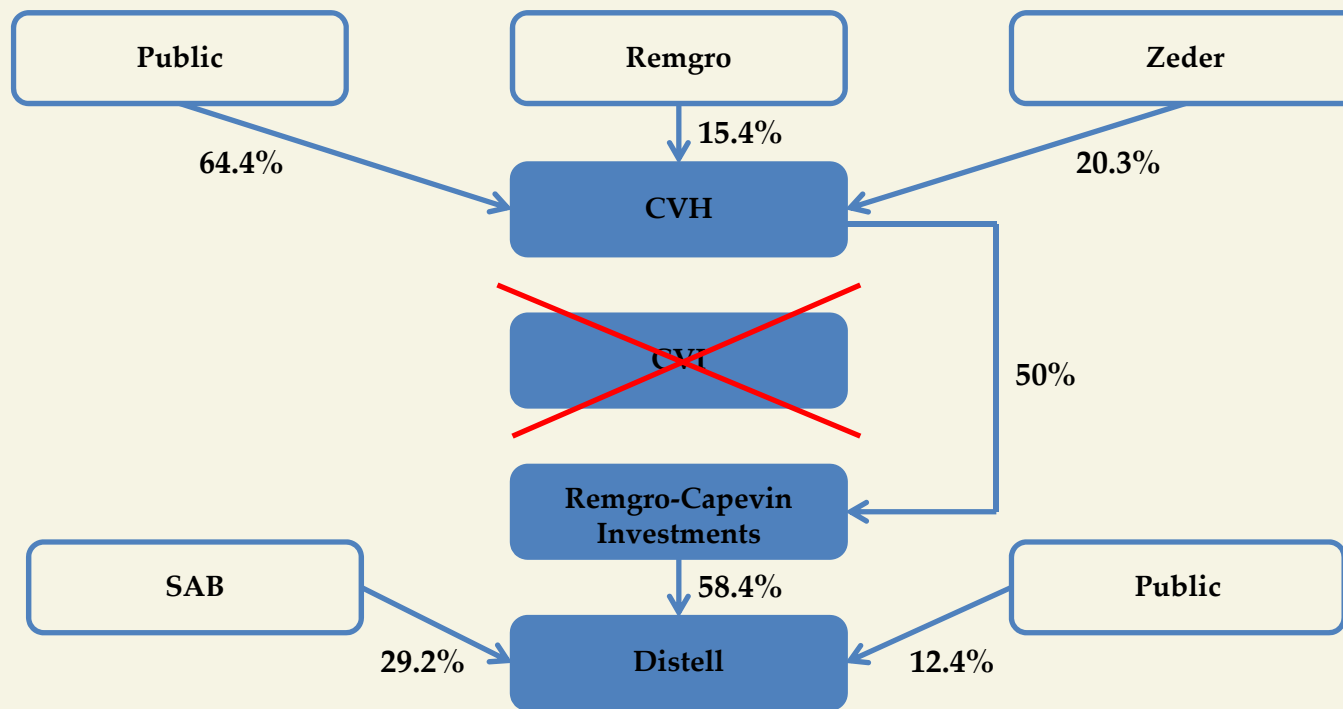 Public
Remgro
Zeder
64.4%
15.4%
20.3%
CVH
CVI
50%
Remgro-Capevin
Investments
SAB
58.4%
Public
29.2%
Distell
12.4%